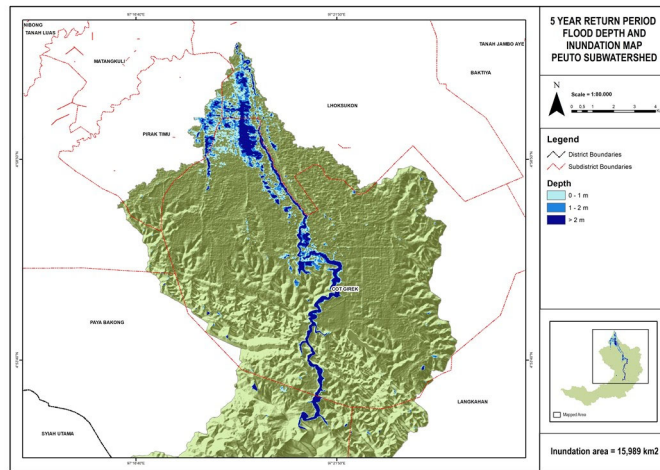 5 YEAR RETURN PERIOD
FLOOD DEPTH AND
INUNDATION MAP
PEUTO SUBWATERSHED
N
Scale = 1:80.000
Legend
District Boundaries
Subdistrict Boundaries
Depth
0 - 1 m
1 - 2 m
> 2 m
Mapped Area
Inundation area = 15,989 km2
NIBONG
TANAH LUAS
MATANGKULI
TANAH JAMBO AYE
BAKTIYA
LHOKSUKON
PIRAK TIMU
COT GIREK
PAYA BAKONG
LANGKAHAN
SYIAH UTAMA